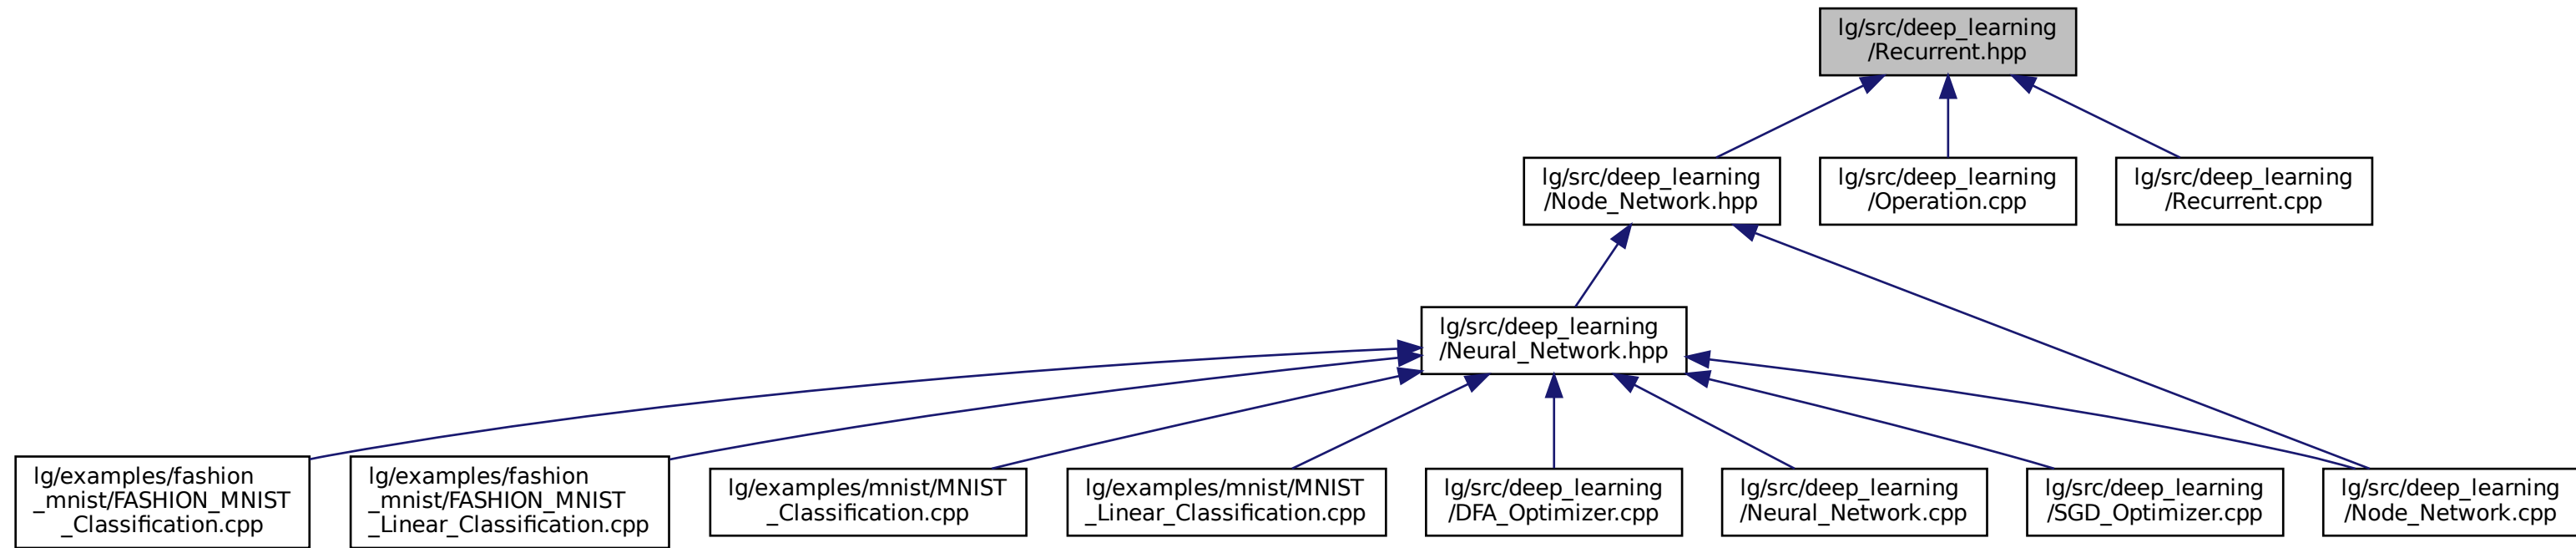 lg/src/deep_learning
/Recurrent.hpp
lg/src/deep_learning
/Node_Network.hpp
lg/src/deep_learning
/Operation.cpp
lg/src/deep_learning
/Recurrent.cpp
lg/src/deep_learning
/Neural_Network.hpp
lg/examples/fashion
_mnist/FASHION_MNIST
_Classification.cpp
lg/examples/fashion
_mnist/FASHION_MNIST
_Linear_Classification.cpp
lg/examples/mnist/MNIST
_Classification.cpp
lg/examples/mnist/MNIST
_Linear_Classification.cpp
lg/src/deep_learning
/DFA_Optimizer.cpp
lg/src/deep_learning
/Neural_Network.cpp
lg/src/deep_learning
/SGD_Optimizer.cpp
lg/src/deep_learning
/Node_Network.cpp